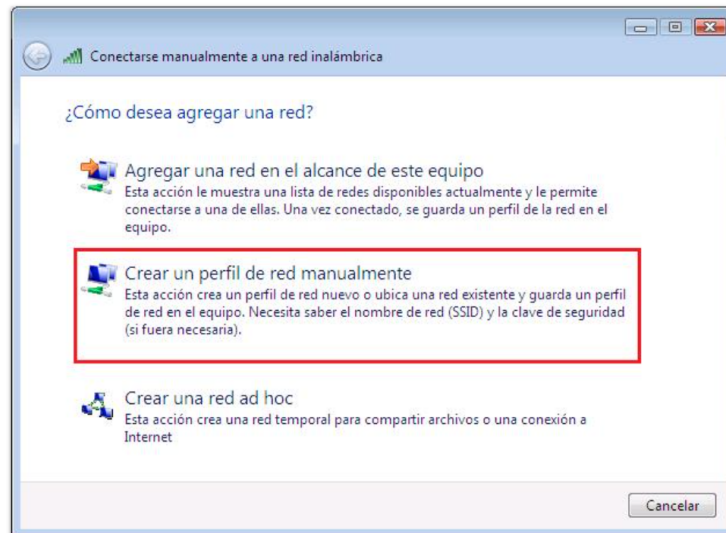 Conectarse manualmente a una red inalámbrica
¿Cómo desea agregar una red?
Agregar una red en el alcance de este equipo
Esta acción le muestra una lista de redes disponibles actualmente y le permite
conectarse a una de ellas. Una vez conectado, se guarda un perfil de la red en el
equipo.
Crear un perfil de red manualmente
Esta acción crea un perfil de red nuevo o ubica una red existente y guarda un perfil
de red en el equipo. Necesita saber el nombre de red (SSID) y la clave de seguridad
(si fuera necesaria).
Crear una red ad hoc
Esta acción crea una red temporal para compartir archivos o una conexión a
Internet
Cancelar